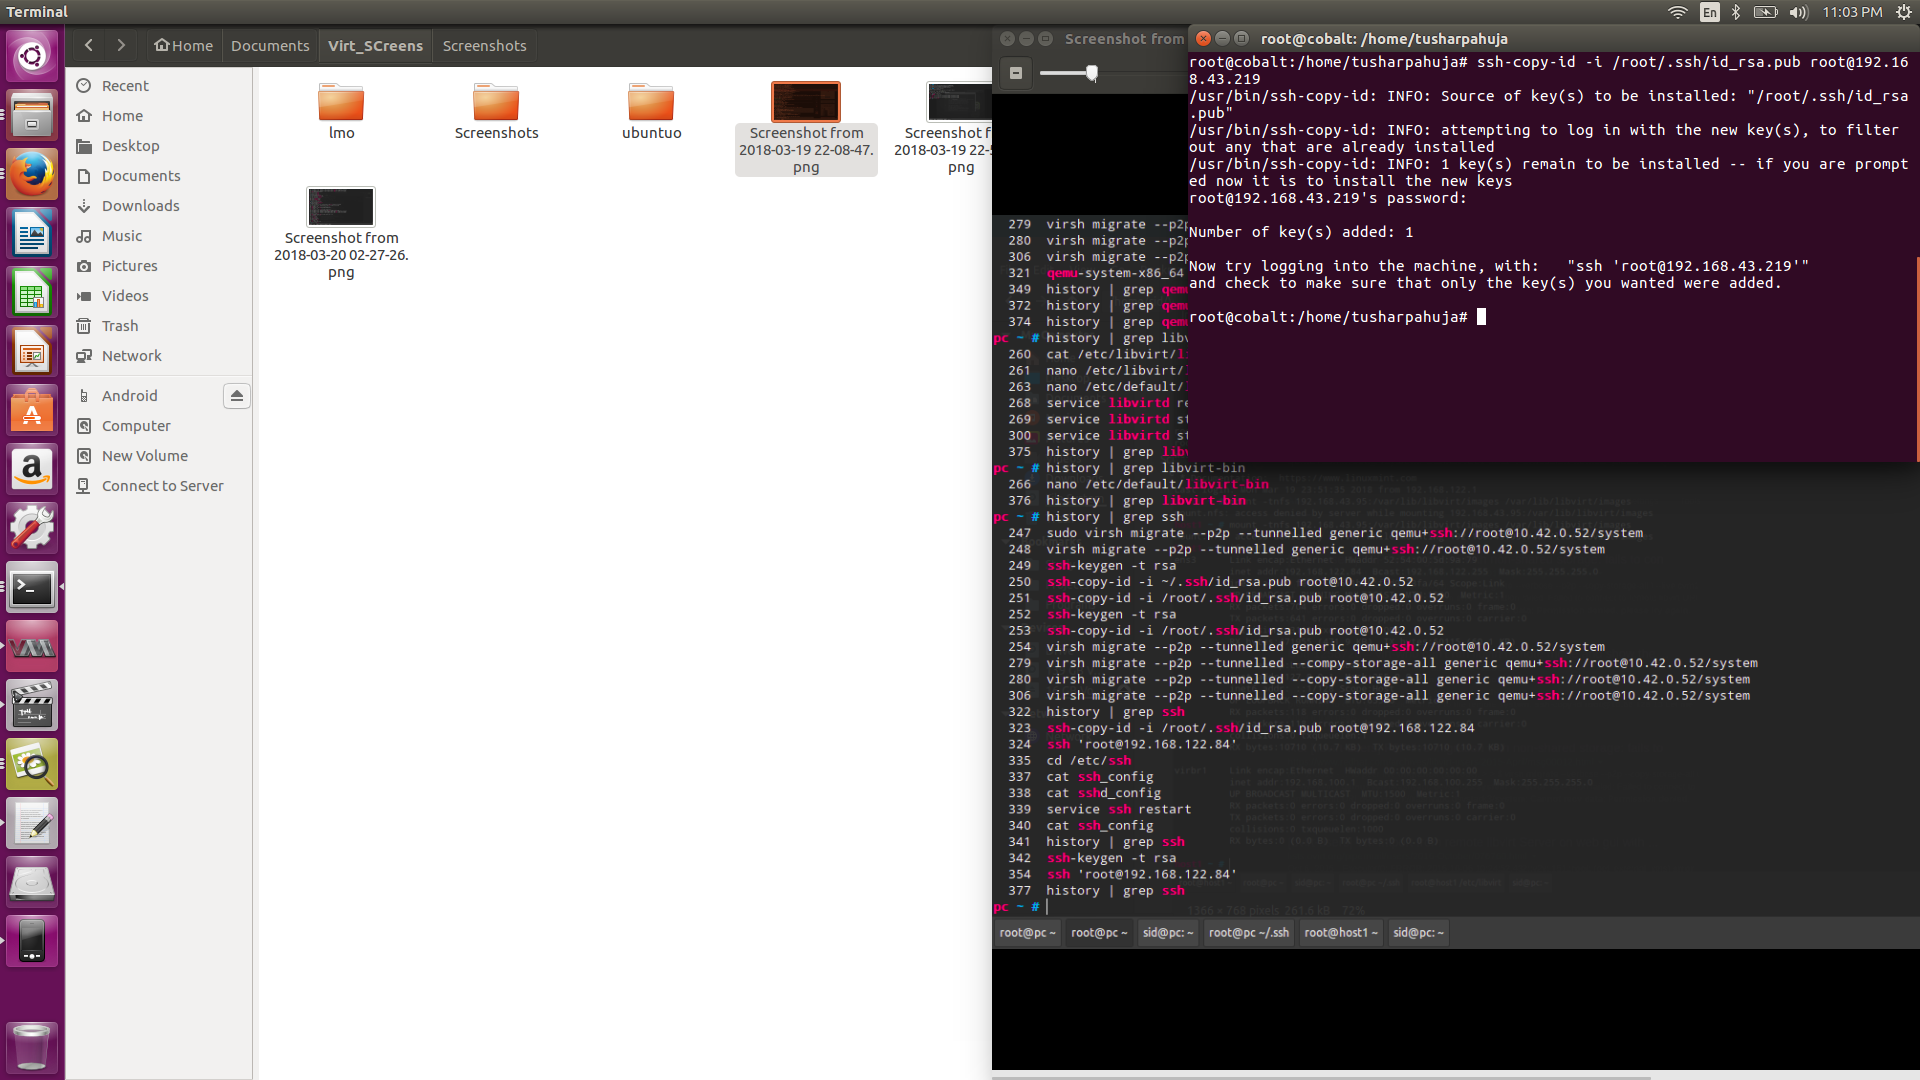 Terminal
En
11:03 PM
Home
Documents
Virt_SCreens
Screenshots
Recent
Home
Desktop
Documents
Downloads
Music
Pictures
Videos
Trash
Network
Android
Computer
New Volume
Connect to Server
lmo
Screenshots
ubuntuo
Screenshot from
2018-03-19 22-08-47.
png
Screenshot f
2018-03-19 22-
png
Screenshot from
2018-03-20 02-27-26.
png
Screenshot from
root@cobalt: /home/tusharpahuja
root@cobalt:/home/tusharpahuja# ssh-copy-id -i /root/.ssh/id_rsa.pub root@192.16
8.43.219
/usr/bin/ssh-copy-id: INFO: Source of key(s) to be installed: "/root/.ssh/id_rsa
.pub"
/usr/bin/ssh-copy-id: INFO: attempting to log in with the new key(s), to filter
out any that are already installed
/usr/bin/ssh-copy-id: INFO: 1 key(s) remain to be installed -- if you are prompt
ed now it is to install the new keys
root@192.168.43.219's password:
Number of key(s) added: 1
Now try logging into the machine, with:   "ssh 'root@192.168.43.219'"
and check to make sure that only the key(s) you wanted were added.
root@cobalt:/home/tusharpahuja#
279 virsh migrate --p2p
280 virsh migrate --p2p
306 virsh migrate --p2p
321 qemu-system-x86_64
349 history | grep qem
372 history | grep qem
374 history | grep qem
pc ~ # history | grep libv
260 cat /etc/libvirt/l
261 nano /etc/libvirt/
263 nano /etc/default/
268 service libvirtd re
269 service libvirtd st
300 service libvirtd st
375 history | grep libv
pc ~ # history | grep libvirt-bin
266 nano /etc/default/libvirt-bin
376 history | grep libvirt-bin
pc ~ # history | grep ssh
247 sudo virsh migrate --p2p --tunnelled generic qemu+ssh://root@10.42.0.52/system
248 virsh migrate --p2p --tunnelled generic qemu+ssh://root@10.42.0.52/system
249 ssh-keygen -t rsa
250 ssh-copy-id -i ~/.ssh/id_rsa.pub root@10.42.0.52
251 ssh-copy-id -i /root/.ssh/id_rsa.pub root@10.42.0.52
252 ssh-keygen -t rsa
253 ssh-copy-id -i /root/.ssh/id_rsa.pub root@10.42.0.52
254 virsh migrate --p2p --tunnelled generic qemu+ssh://root@10.42.0.52/system
279 virsh migrate --p2p --tunnelled --compy-storage-all generic qemu+ssh://root@10.42.0.52/system
280 virsh migrate --p2p --tunnelled --copy-storage-all generic qemu+ssh://root@10.42.0.52/system
306 virsh migrate --p2p --tunnelled --copy-storage-all generic qemu+ssh://root@10.42.0.52/system
322 history | grep ssh
323 ssh-copy-id -i /root/.ssh/id_rsa.pub root@192.168.122.84
324 ssh 'root@192.168.122.84'
335 cd /etc/ssh
337 cat ssh_config
338 cat sshd_config
339 service ssh restart
340 cat ssh_config
341 history | grep ssh
342 ssh-keygen -t rsa
354 ssh 'root@192.168.122.84'
377 history | grep ssh
pc ~ #
1366 × 768 pixels 261.6 kB 72%
root@pc ~
root@pc ~
sid@pc: ~
root@pc ~/.ssh
root@host1 ~
sid@pc: ~